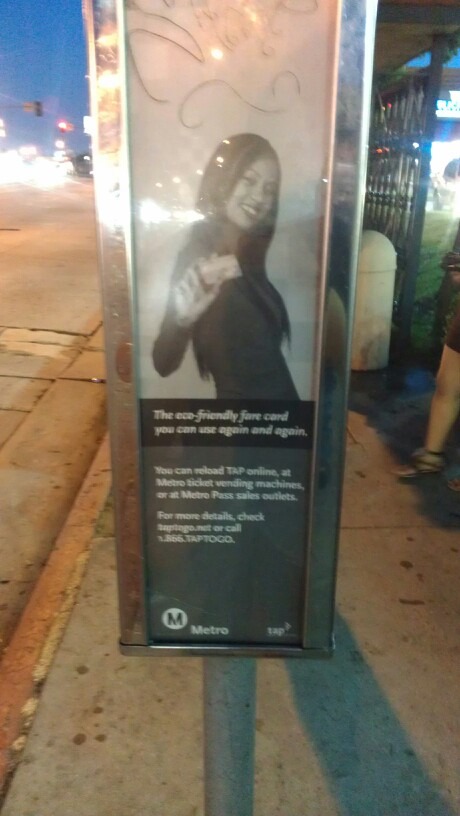 The eco-friendly fare card
you can use again and again.
You can reload TAP online, at
Metro ticket vending machines,
or at Metro Pass sales outlets.
For more details, check
taptogo.net or call
1.866.TAPTOGO.
M Metro
tap